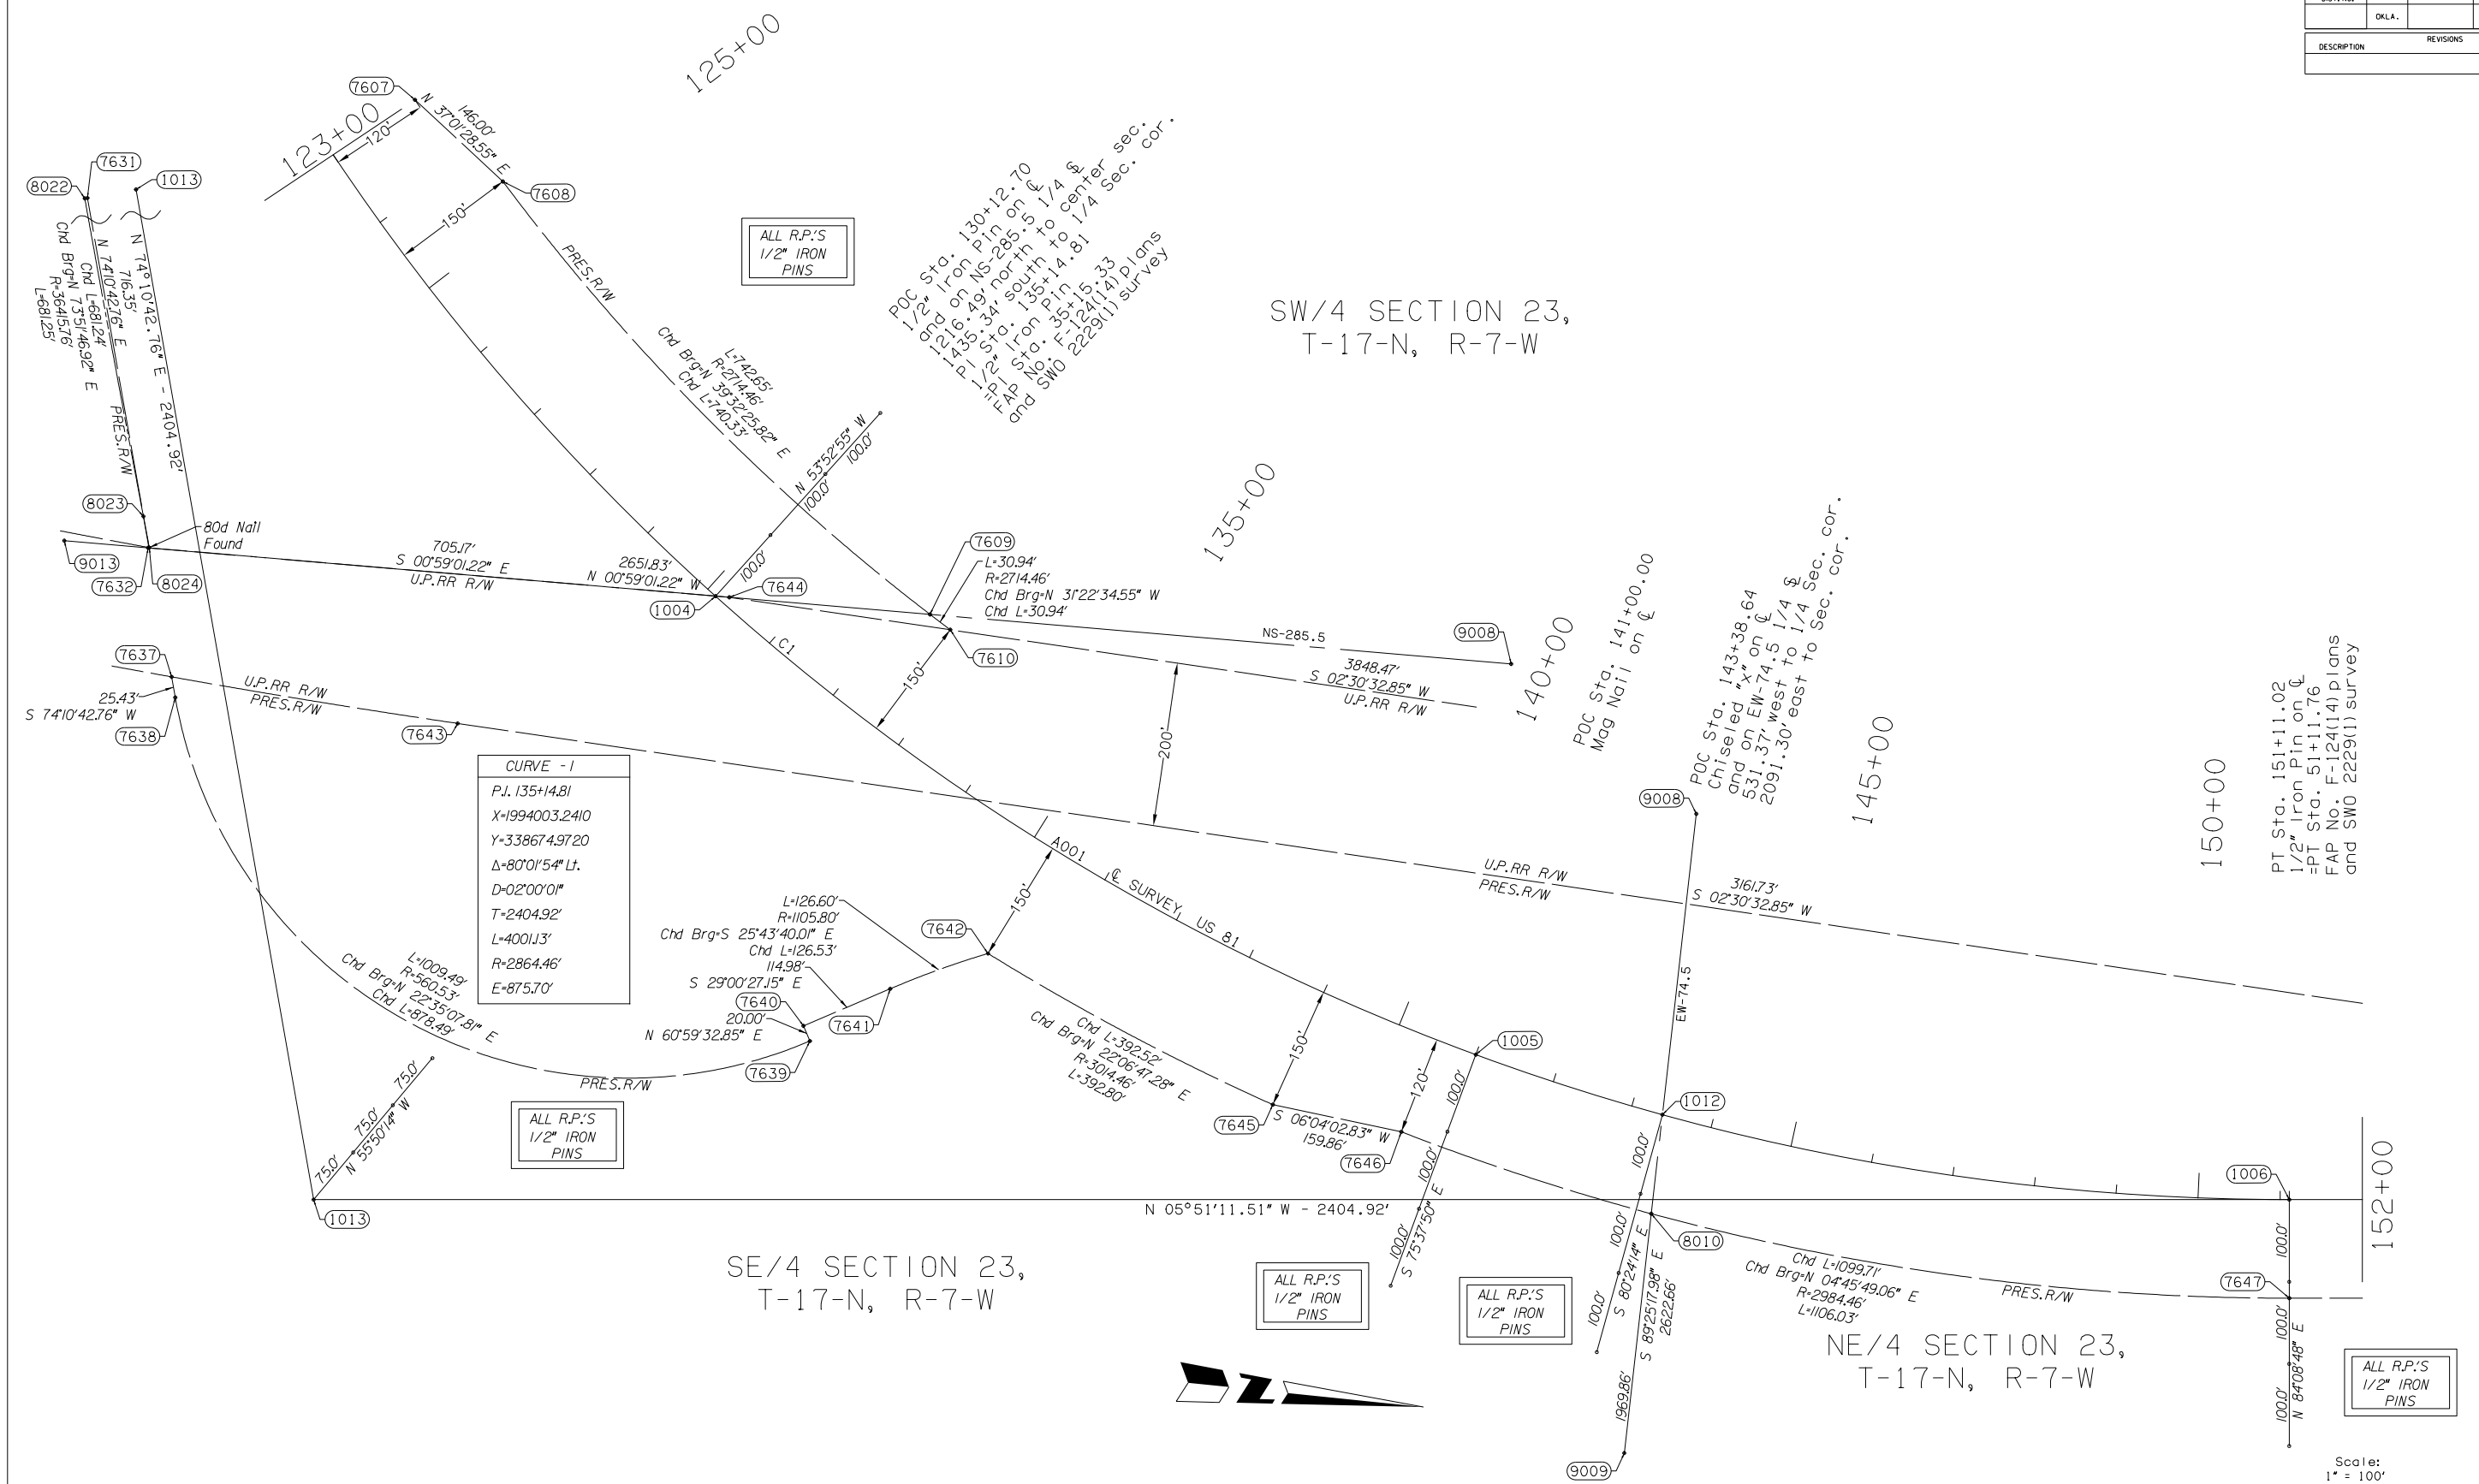 OKLA.
DESCRIPTION
REVISIONS
125+00
7607
123+00
120'
146.00'
N 37°01'28.55" E
7608
150'
7631
8022
1013
N 74°10'42.76" E - 2404.92'
716.35'
N 74°10'42.76" E
Chd L=681.24'
Chd Brg=N 73°51'46.92" E
R=36415.76'
L=681.25'
PRES.R/W
ALL R.P.'S
1/2" IRON
PINS
PRES.R/W
L=742.65'
R=2714.46'
Chd Brg=N 39°32'25.82" E
Chd L=740.33'
POC Sta. 130+12.70
1/2" Iron Pin on ℄
and on NS-285.5 1/4 ℄
1216.49' north to center sec.
1435.34' south to 1/4 Sec. cor.
PI Sta. 135+14.81
1/2" Iron Pin
=PI Sta. 35+15.33
FAP No. F-124(14)plans
and SWO 2229(1) survey
SW/4 SECTION 23,
T-17-N, R-7-W
N 53°52'55" W
100.0'
100.0'
100.0'
8023
80d Nail
Found
9013
7632
8024
705.17'
S 00°59'01.22" E
U.P.RR R/W
2651.83'
N 00°59'01.22" W
1004
7644
7609
L=30.94'
R=2714.46'
Chd Brg=N 31°22'34.55" W
Chd L=30.94'
7610
135+00
NS-285.5
9008
3848.47'
S 02°30'32.85" W
U.P.RR R/W
140+00
POC Sta. 141+00.00
Mag Nail on ℄
POC Sta. 143+38.64
Chiseled "x" on ℄
and on EW-74.5 1/4 ℄
531.37' west to 1/4 Sec. cor.
2091.30' east to Sec. cor.
145+00
150+00
PT Sta. 151+11.02
1/2" Iron Pin on ℄
=PT Sta. 51+11.76
FAP No. F-124(14)plans
and SWO 2229(1) survey
7637
25.43'
S 74°10'42.76" W
7638
U.P.RR R/W
PRES.R/W
7643
C1
150'
200'
CURVE -1
P.I. 135+14.81
X=1994003.2410
Y=338674.9720
Δ=80°01'54" Lt.
D=02°00'01"
T=2404.92'
L=4001.13'
R=2864.46'
E=875.70'
L=1009.49'
R=560.53'
Chd Brg=N 22°35'07.81" E
Chd L=878.49'
PRES.R/W
L=126.60'
R=1105.80'
Chd Brg=S 25°43'40.01" E
Chd L=126.53'
114.98'
S 29°00'27.15" E
7640
20.00'
N 60°59'32.85" E
7641
7639
7642
150'
A001
℄ SURVEY, US 81
U.P.RR R/W
PRES.R/W
9008
3161.73'
S 02°30'32.85" W
EW-74.5
Chd L=392.52'
Chd Brg=N 22°06'47.28" E
R=3014.46'
L=392.80'
150'
120'
1005
7645
S 06°04'02.83" W
159.86'
7646
100.0'
100.0'
100.0'
S 75°37'50" E
1012
100.0'
100.0'
100.0'
S 80°24'14" E
S 89°25'17.98" E
2622.66'
1969.86'
9009
8010
1006
152+00
75.0'
75.0'
75.0'
N 55°50'14" W
1013
ALL R.P.'S
1/2" IRON
PINS
N 05°51'11.51" W - 2404.92'
SE/4 SECTION 23,
T-17-N, R-7-W
ALL R.P.'S
1/2" IRON
PINS
ALL R.P.'S
1/2" IRON
PINS
Chd L=1099.71'
Chd Brg=N 04°45'49.06" E
R=2984.46'
L=1106.03'
PRES.R/W
NE/4 SECTION 23,
T-17-N, R-7-W
7647
100.0'
100.0'
100.0'
N 84°08'48" E
ALL R.P.'S
1/2" IRON
PINS
Scale:
1" = 100'